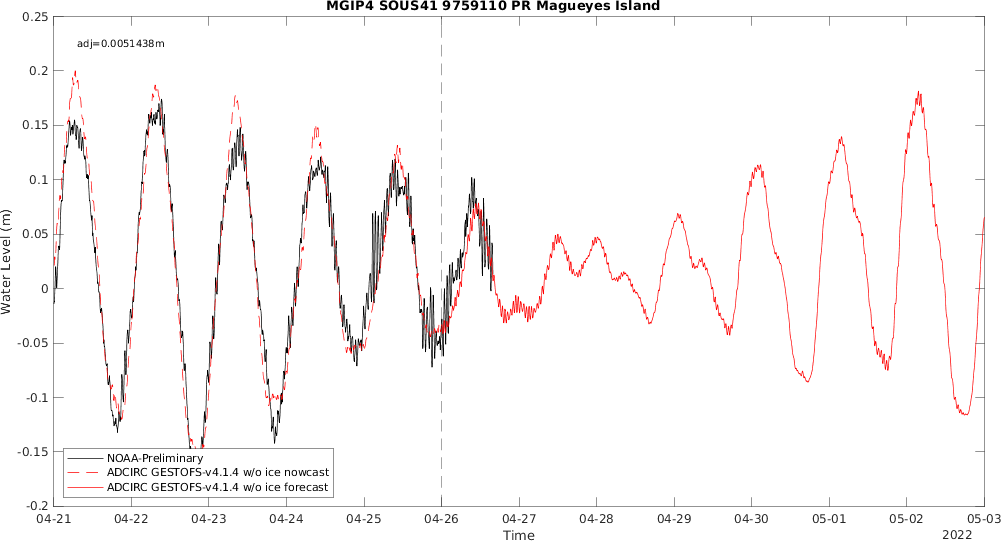 MGIP4 SOUS41 9759110 PR Magueyes Island
adj=0.0051438m
Water Level (m)
0.25
0.2
0.15
0.1
0.05
0
-0.05
-0.1
-0.15
-0.2
NOAA-Preliminary
ADCIRC GESTOFS-v4.1.4 w/o ice nowcast
ADCIRC GESTOFS-v4.1.4 w/o ice forecast
04-21 04-22 04-23 04-24 04-25 04-26 04-27 04-28 04-29 04-30 05-01 05-02 05-03
Time
2022